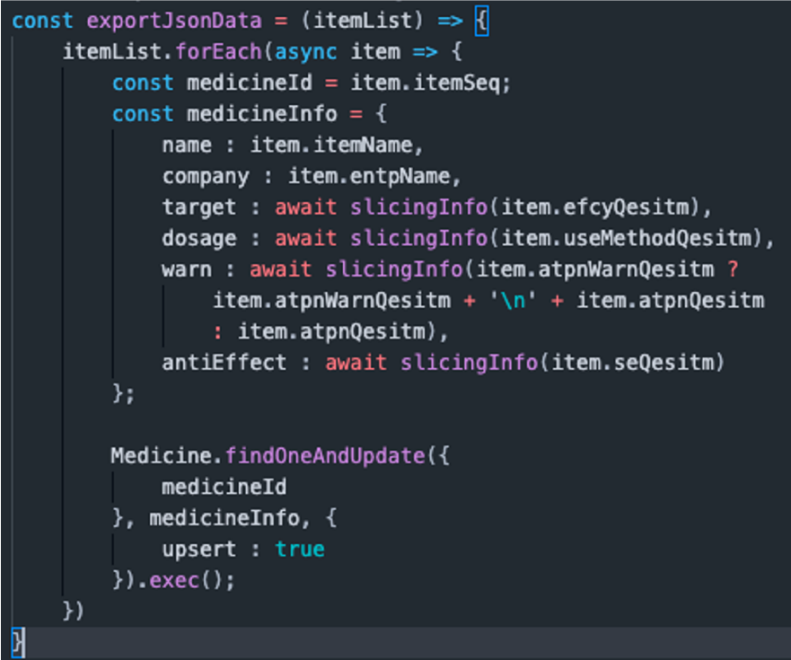 const exportJsonData = (itemList) => {
    itemList.forEach(async item => {
        const medicineId = item.itemSeq;
        const medicineInfo = {
            name : item.itemName,
            company : item.entpName,
            target : await slicingInfo(item.efcyQesitm),
            dosage : await slicingInfo(item.useMethodQesitm),
            warn : await slicingInfo(item.atpnWarnQesitm ?
                item.atpnWarnQesitm + '\n' + item.atpnQesitm
                : item.atpnQesitm),
            antiEffect : await slicingInfo(item.seQesitm)
        };

        Medicine.findOneAndUpdate({
            medicineId
        }, medicineInfo, {
            upsert : true
        }).exec();
    })
}